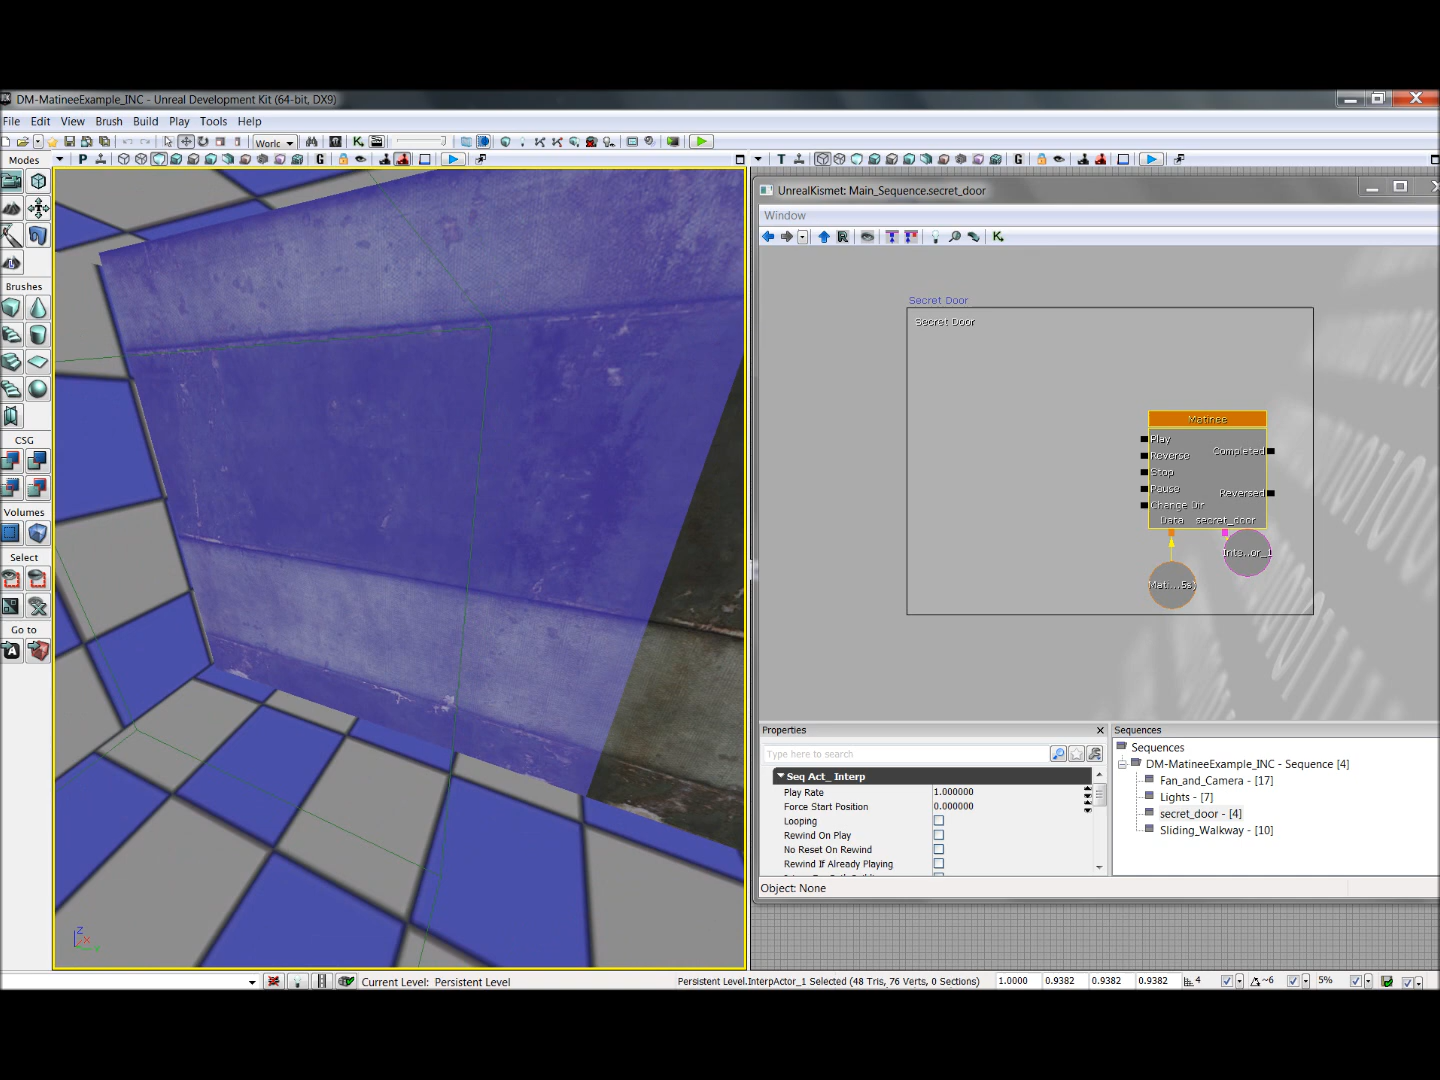 DM-MatineeExample_INC - Unreal Development Kit (64-bit, DX9)
File Edit View Brush Build Play Tools Help
World
Modes
P
G
T
G
UnrealKismet: Main_Sequence.secret_door
Window
Brushes
CSG
Volumes
Select
Go to
Secret Door
Secret Door
Matinee
Play
Reverse
Completed
Stop
Pause
Reversed
Change Dir
Data secret_door
Inte...or_1
Mat:...5s)
Properties
Sequences
Type here to search
Sequences
DM-MatineeExample_INC - Sequence [4]
Seq Act_ Interp
Fan_and_Camera - [17]
Play Rate 1.000000
Lights - [7]
Force Start Position 0.000000
secret_door - [4]
Looping
Sliding_Walkway - [10]
Rewind On Play
No Reset On Rewind
Rewind If Already Playing
Object: None
Z
X
Current Level: Persistent Level
Persistent Level.InterpActor_1 Selected (48 Tris, 76 Verts, 0 Sections) 1.0000 0.9382 0.9382 0.9382 4 ~6 5%